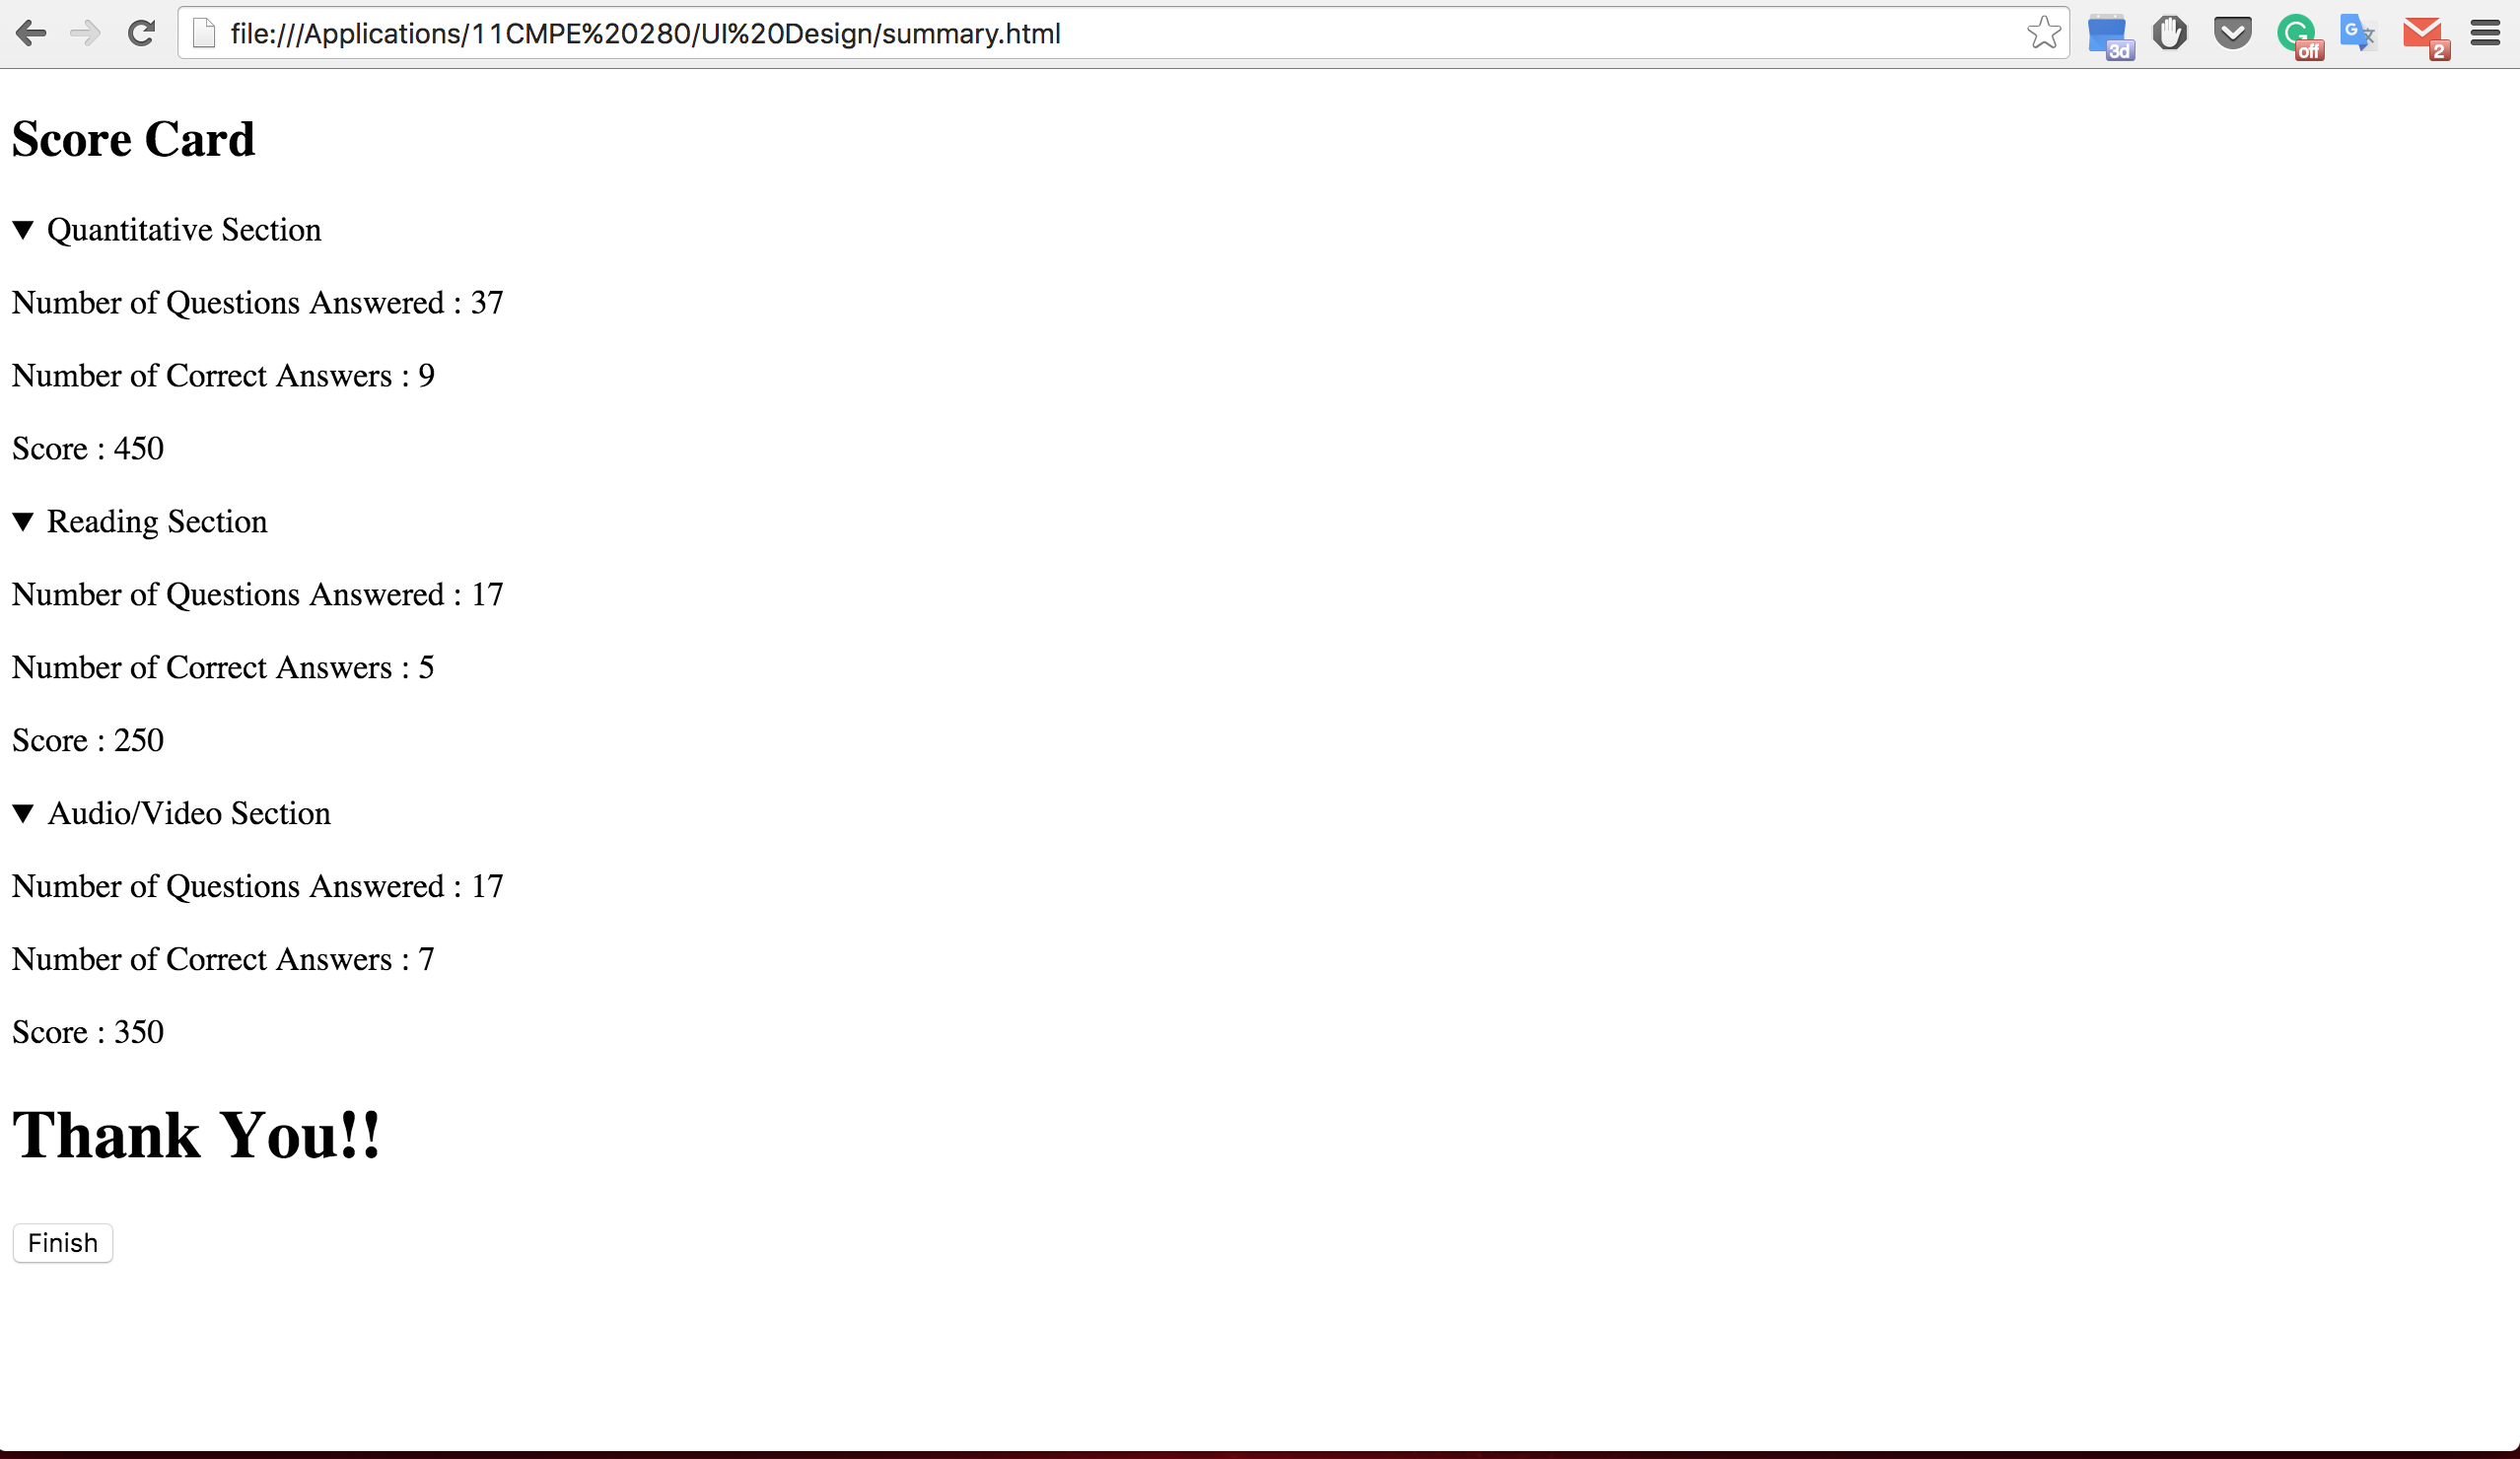 file:///Applications/11CMPE%20280/UI%20Design/summary.html
3d
off
G
2
Score Card
Quantitative Section
Number of Questions Answered : 37
Number of Correct Answers : 9
Score : 450
Reading Section
Number of Questions Answered : 17
Number of Correct Answers : 5
Score : 250
Audio/Video Section
Number of Questions Answered : 17
Number of Correct Answers : 7
Score : 350
Thank You!!
Finish